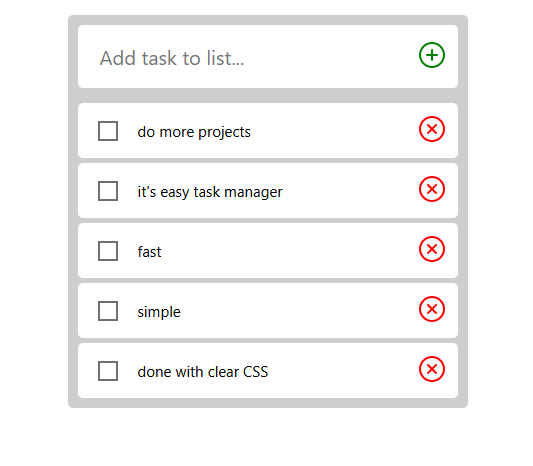 Add task to list...
do more projects
it's easy task manager
fast
simple
done with clear CSS